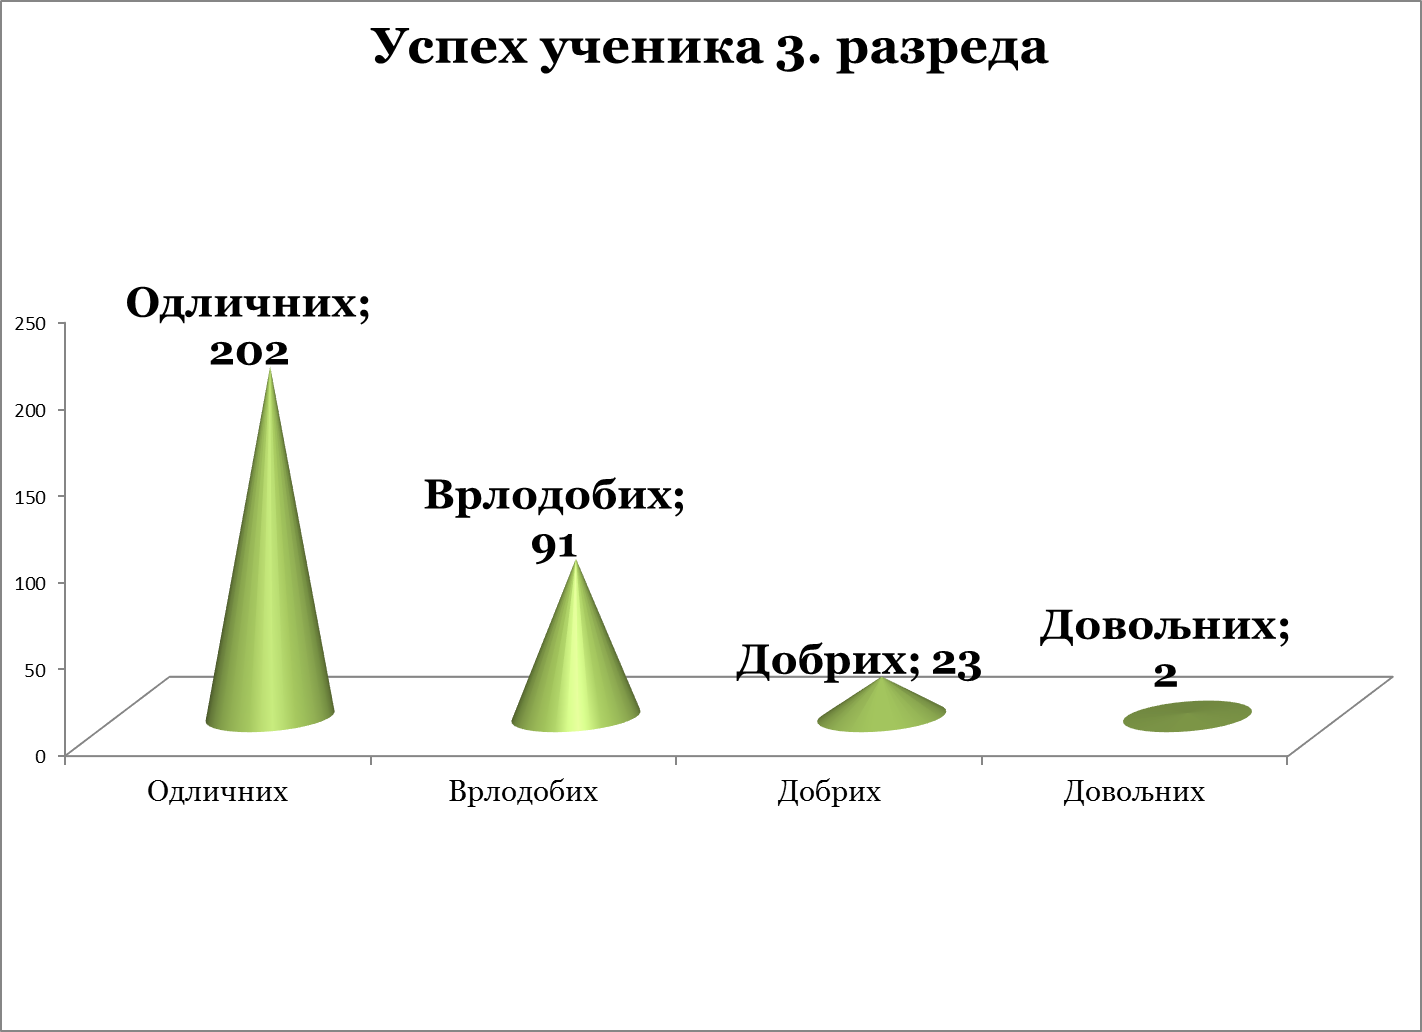 Успех ученика 3. разреда
Одличних;
202
Врлодобих;
91
Добрих; 23
Довољних;
2
250
200
150
100
50
0
Одличних
Врлодобих
Добрих
Довољних